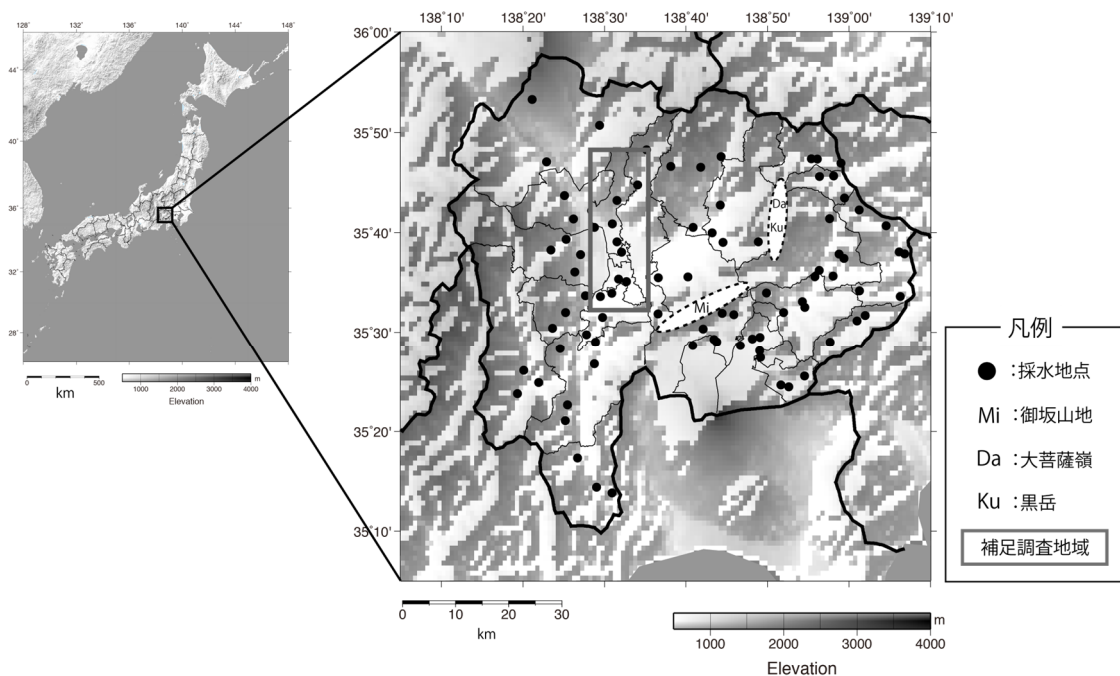 128° 132° 136° 140° 144° 148°
44°
40°
36°
32°
28°
0 500
km
1000 2000 3000 4000 m
Elevation
138°10' 138°20' 138°30' 138°40' 138°50' 139°00' 139°10'
36°00'
35°50'
35°40'
35°30'
35°20'
35°10'
Da
Ku
Mi
0 10 20 30
km
m
1000 2000 3000 4000
Elevation
凡例
:採水地点
Mi :御坂山地
Da :大菩薩嶺
Ku :黒岳
補足調査地域